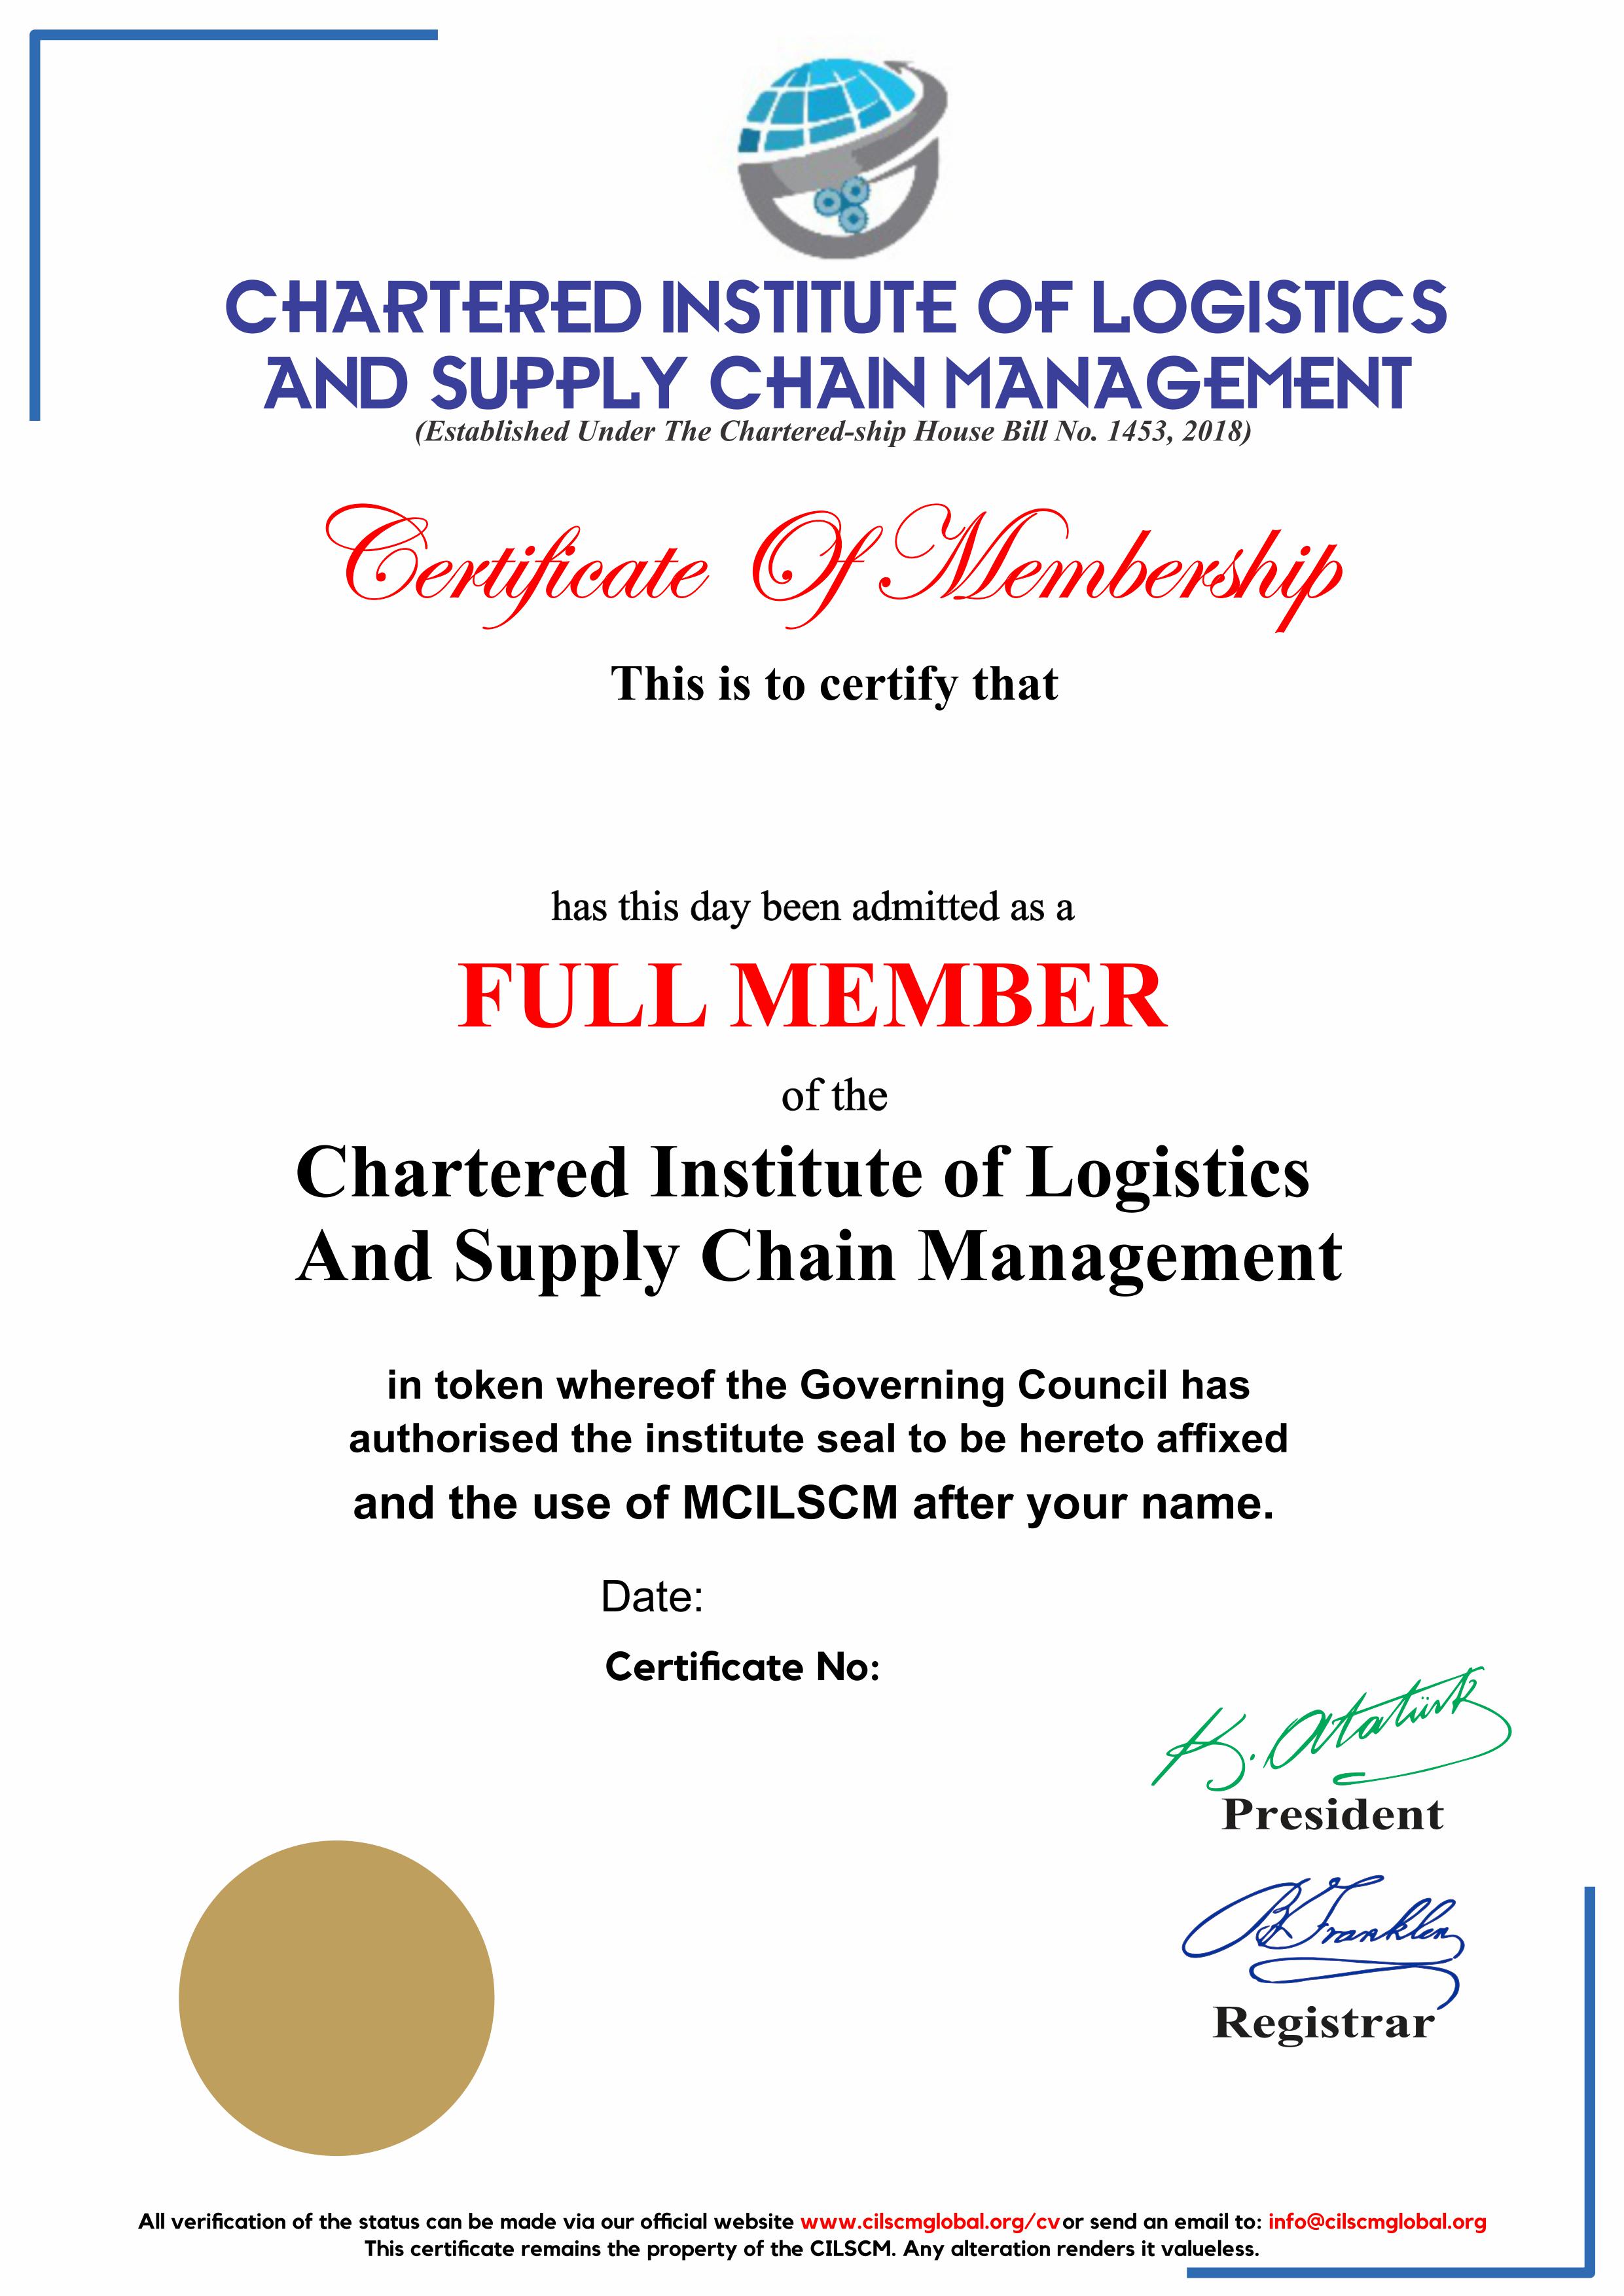 CHARTERED INSTITUTE OF LOGISTICS
AND SUPPLY CHAIN MANAGEMENT
(Established Under The Chartered-ship House Bill No. 1453, 2018)
Certificate Of Membership
This is to certify that
has this day been admitted as a
FULL MEMBER
of the
Chartered Institute of Logistics
And Supply Chain Management
in token whereof the Governing Council has
authorised the institute seal to be hereto affixed
and the use of MCILSCM after your name.
Date:
Certificate No:
K. Atatürk
President
B Franklin
Registrar
All verification of the status can be made via our official website www.cilscmglobal.org/cv or send an email to: info@cilscmglobal.org
This certificate remains the property of the CILSCM. Any alteration renders it valueless.